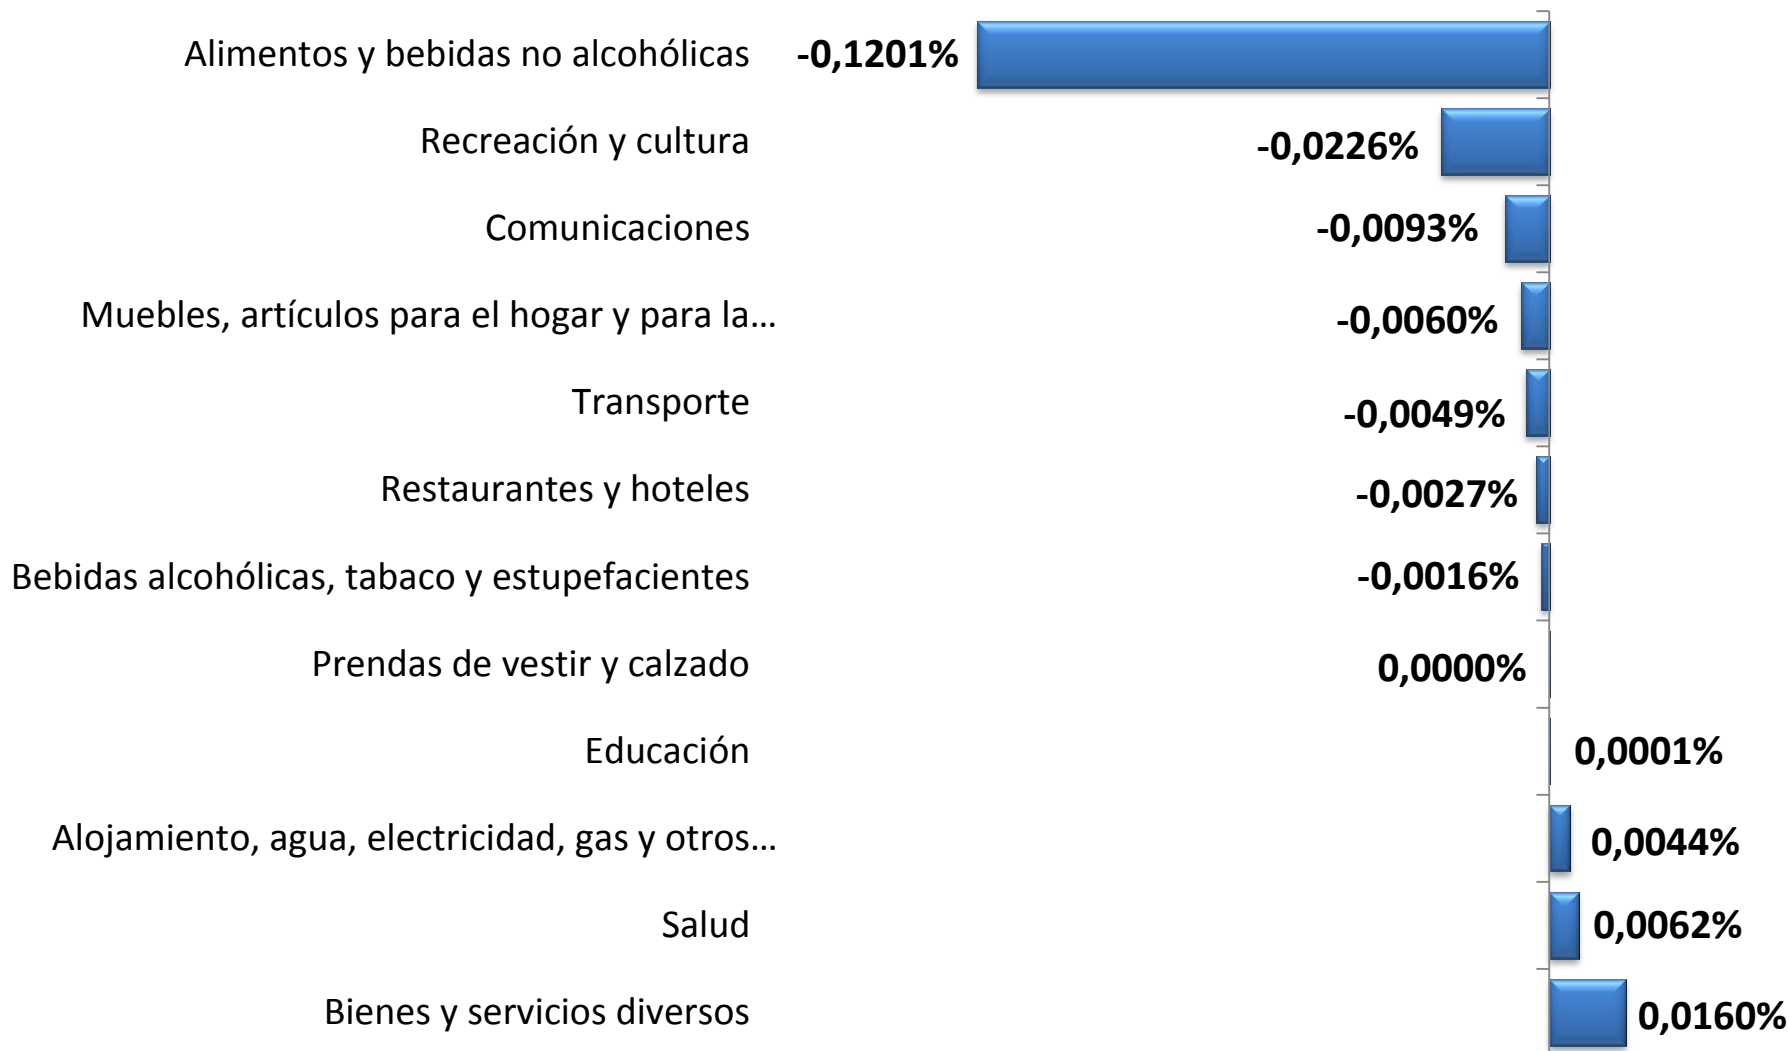 Alimentos y bebidas no alcohólicas -0,1201%
Recreación y cultura -0,0226%
Comunicaciones -0,0093%
Muebles, artículos para el hogar y para la… -0,0060%
Transporte -0,0049%
Restaurantes y hoteles -0,0027%
Bebidas alcohólicas, tabaco y estupefacientes -0,0016%
Prendas de vestir y calzado 0,0000%
Educación 0,0001%
Alojamiento, agua, electricidad, gas y otros… 0,0044%
Salud 0,0062%
Bienes y servicios diversos 0,0160%